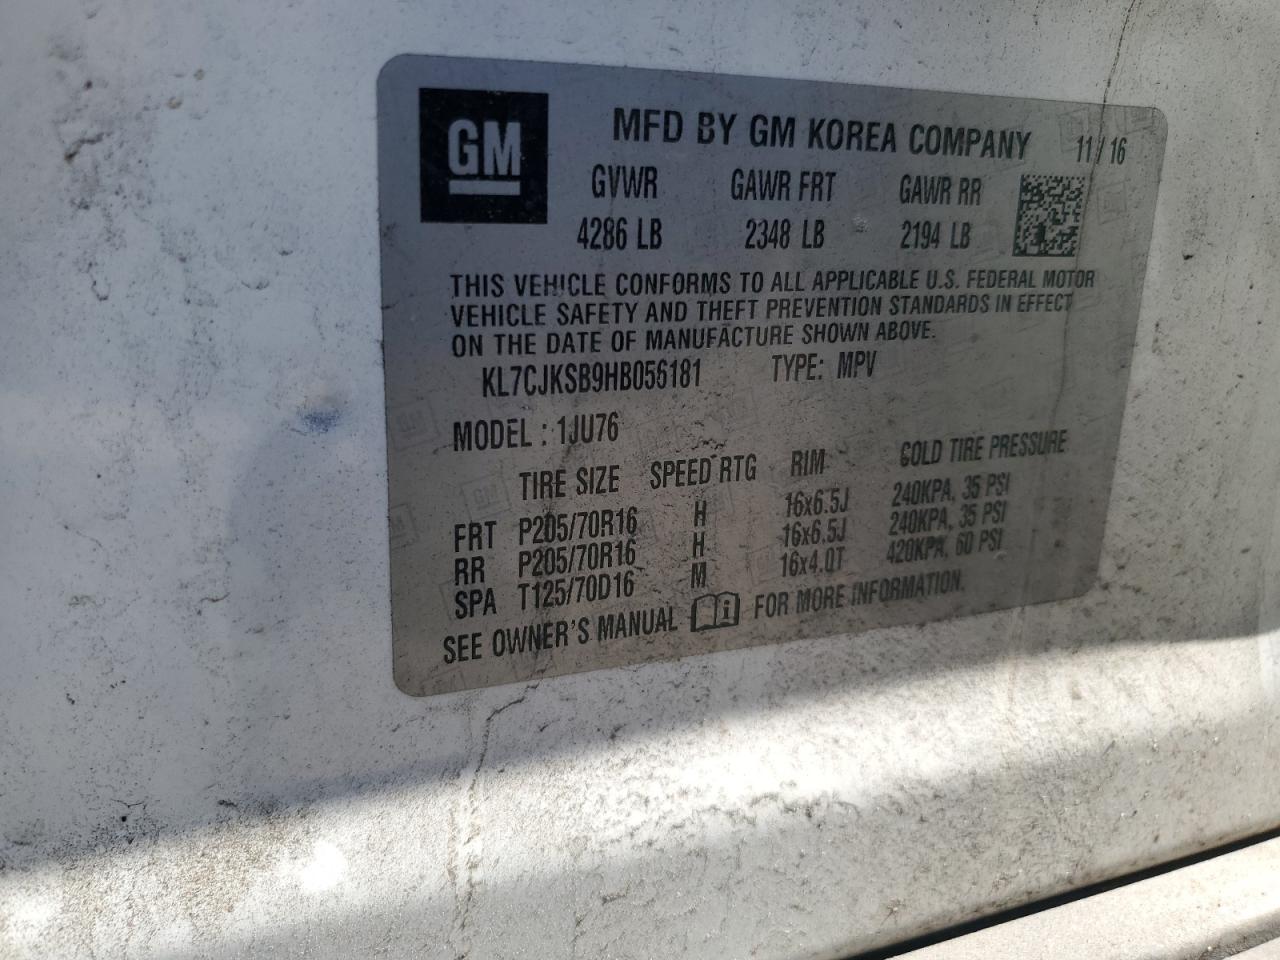 GM
MFD BY GM KOREA COMPANY 11/16
GVWR GAWR FRT GAWR RR
4286 LB 2348 LB 2194 LB
THIS VEHICLE CONFORMS TO ALL APPLICABLE U.S. FEDERAL MOTOR
VEHICLE SAFETY AND THEFT PREVENTION STANDARDS IN EFFECT
ON THE DATE OF MANUFACTURE SHOWN ABOVE.
KL7CJKSB9HB056181 TYPE: MPV
MODEL : 1JU76
TIRE SIZE SPEED RTG RIM COLD TIRE PRESSURE
FRT P205/70R16 H 16x6.5J 240KPA, 35 PSI
RR P205/70R16 H 16x6.5J 240KPA, 35 PSI
SPA T125/70D16 M 16x4.0T 420KPA, 60 PSI
SEE OWNER'S MANUAL FOR MORE INFORMATION.